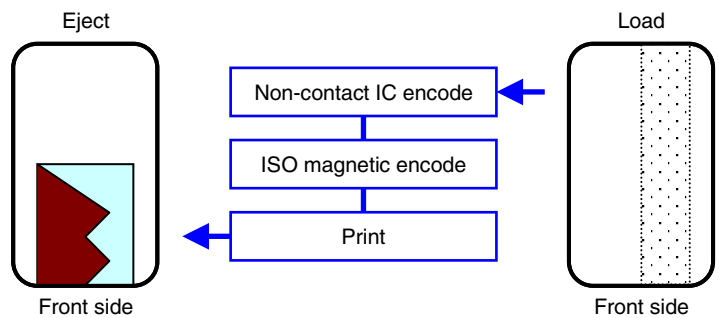 Eject
Load
Non-contact IC encode
ISO magnetic encode
Print
Front side
Front side